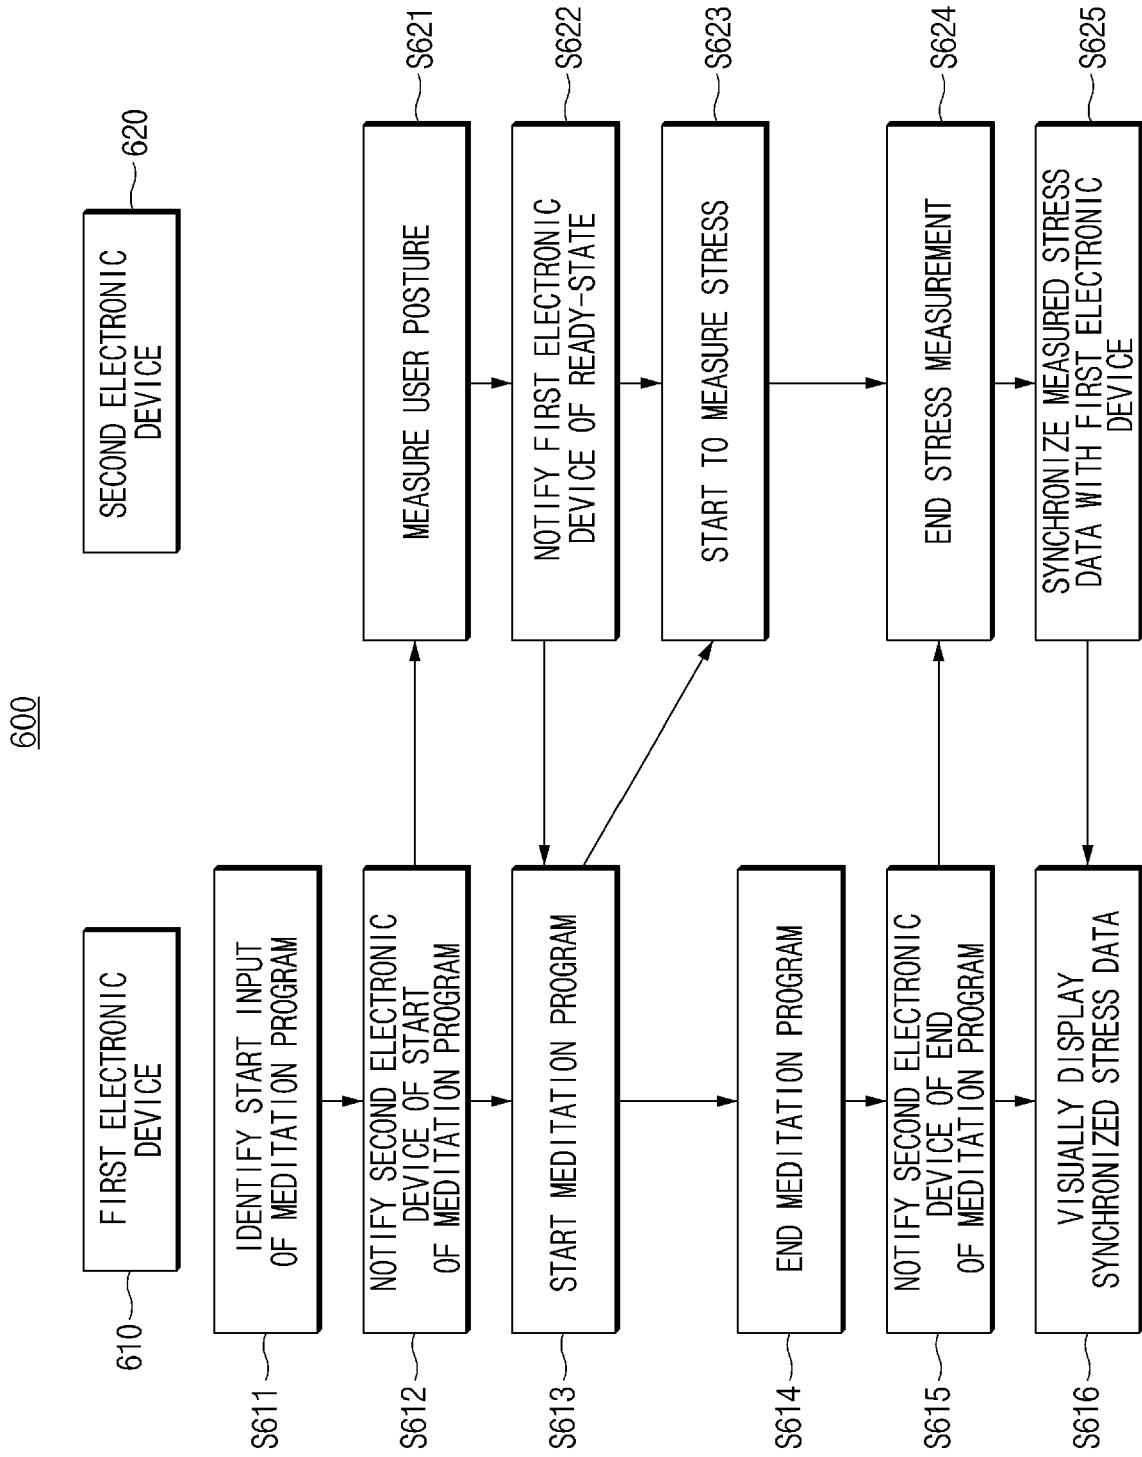 600
FIRST ELECTRONIC
DEVICE
610
SECOND ELECTRONIC
DEVICE
620
IDENTIFY START INPUT
OF MEDITATION PROGRAM
S611
NOTIFY SECOND ELECTRONIC
DEVICE OF START
OF MEDITATION PROGRAM
S612
MEASURE USER POSTURE
S621
START MEDITATION PROGRAM
S613
NOTIFY FIRST ELECTRONIC
DEVICE OF READY-STATE
S622
START TO MEASURE STRESS
S623
END MEDITATION PROGRAM
S614
NOTIFY SECOND ELECTRONIC
DEVICE OF END
OF MEDITATION PROGRAM
S615
END STRESS MEASUREMENT
S624
VISUALLY DISPLAY
SYNCHRONIZED STRESS DATA
S616
SYNCHRONIZE MEASURED STRESS
DATA WITH FIRST ELECTRONIC
DEVICE
S625